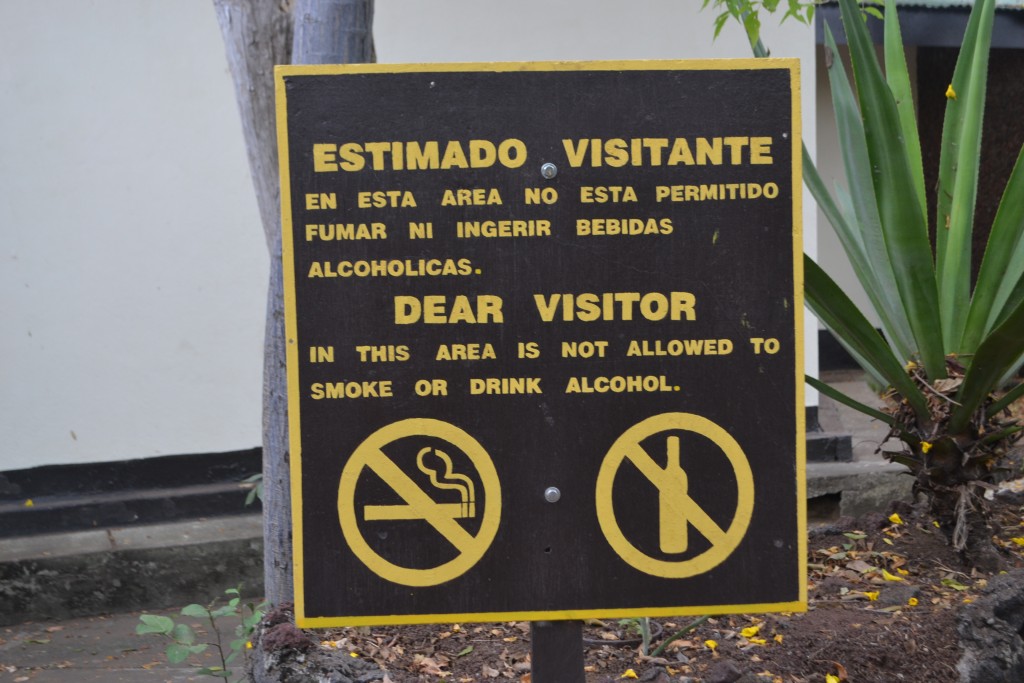 ESTIMADO VISITANTE
EN ESTA AREA NO ESTA PERMITIDO
FUMAR NI INGERIR BEBIDAS
ALCOHOLICAS.
DEAR VISITOR
IN THIS AREA IS NOT ALLOWED TO
SMOKE OR DRINK ALCOHOL.